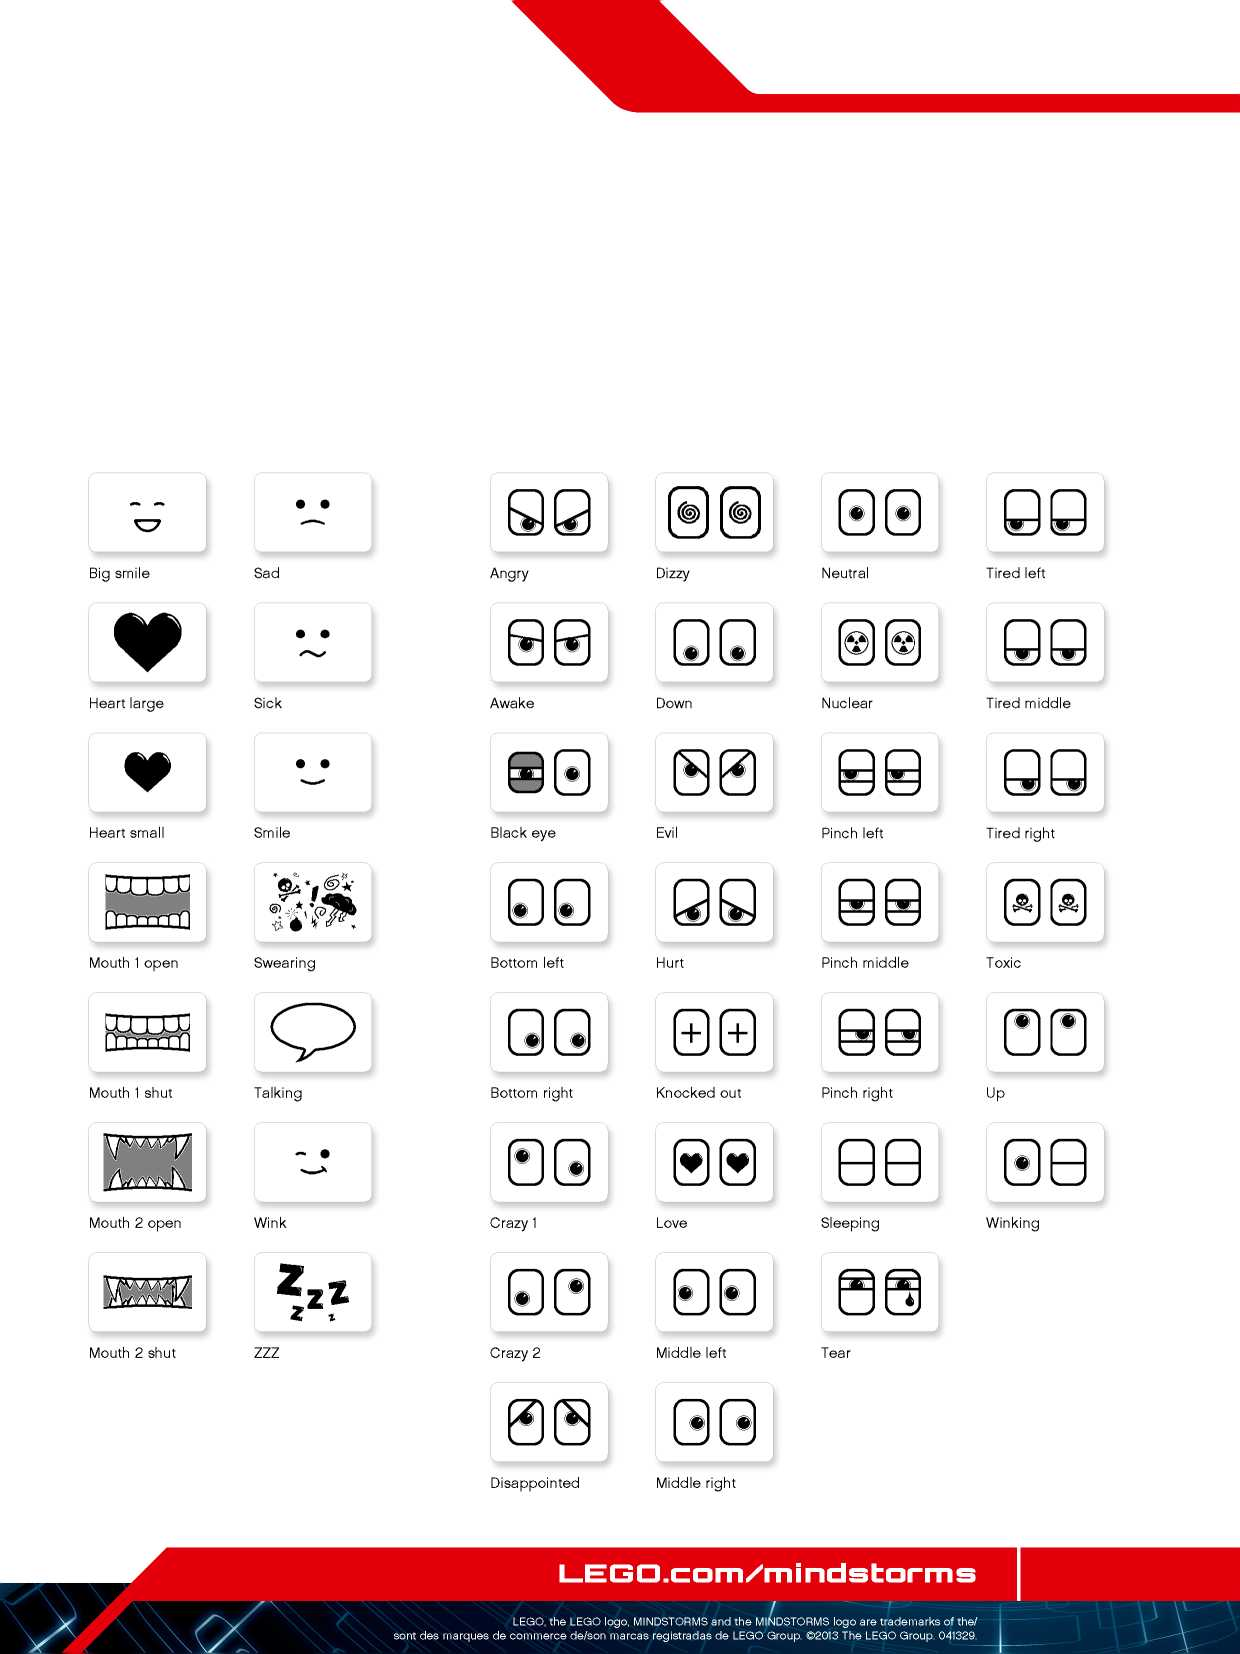 Big smile
Sad
Heart large
Sick
Heart small
Smile
Mouth 1 open
Swearing
Mouth 1 shut
Talking
Mouth 2 open
Wink
Mouth 2 shut
ZZZ
Angry
Dizzy
Neutral
Tired left
Awake
Down
Nuclear
Tired middle
Black eye
Evil
Pinch left
Tired right
Bottom left
Hurt
Pinch middle
Toxic
Bottom right
Knocked out
Pinch right
Up
Crazy 1
Love
Sleeping
Winking
Crazy 2
Middle left
Tear
Disappointed
Middle right
LEGO.com/mindstorms
LEGO, the LEGO logo, MINDSTORMS and the MINDSTORMS logo are trademarks of the/
sont des marques de commerce de/son marcas registradas de LEGO Group. ©2013 The LEGO Group. 041329.